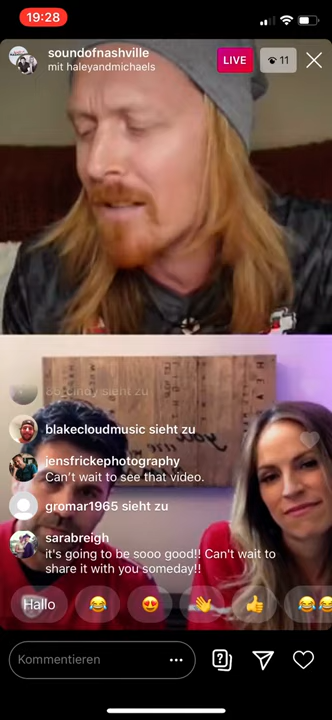 19:28
soundofnashville
mit haleyandmichaels
LIVE
11
86_cindy sieht zu
blakecloudmusic sieht zu
jensfrickephotography
Can't wait to see that video.
gromar1965 sieht zu
sarabreigh
it's going to be sooo good!! Can't wait to
share it with you someday!!
Hallo
Kommentieren